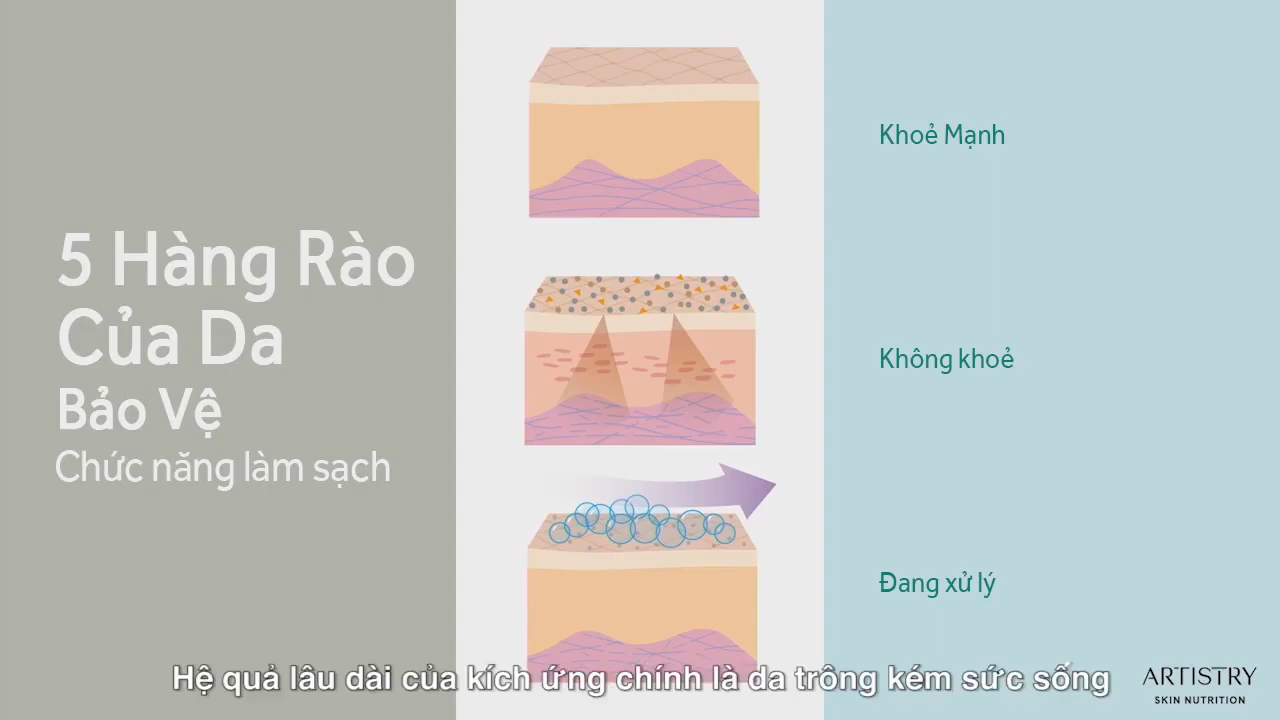 5 Hàng Rào
Của Da
Bảo Vệ
Chức năng làm sạch
Khoẻ Mạnh
Không khoẻ
Đang xử lý
Hệ quả lâu dài của kích ứng chính là da trông kém sức sống
ARTISTRY
SKIN NUTRITION